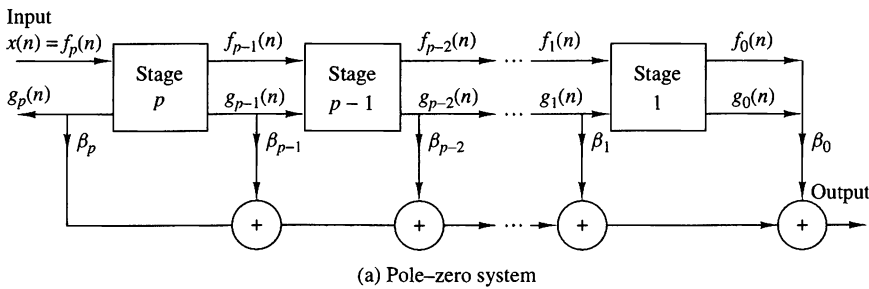 Input
x(n) = f_p(n) f_{p−1}(n) f_{p−2}(n) ... f_1(n) f_0(n)
Stage p
Stage p − 1
Stage 1
g_p(n) g_{p−1}(n) g_{p−2}(n) ... g_1(n) g_0(n)
β_p β_{p−1} β_{p−2} β_1 β_0
Output
+ + ... + +
(a) Pole–zero system